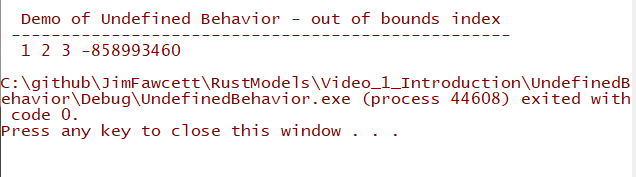 Demo of Undefined Behavior - out of bounds index
--------------------------------------------------
1 2 3 -858993460
C:\github\JimFawcett\RustModels\Video_1_Introduction\UndefinedB
ehavior\Debug\UndefinedBehavior.exe (process 44608) exited with
code 0.
Press any key to close this window . . .